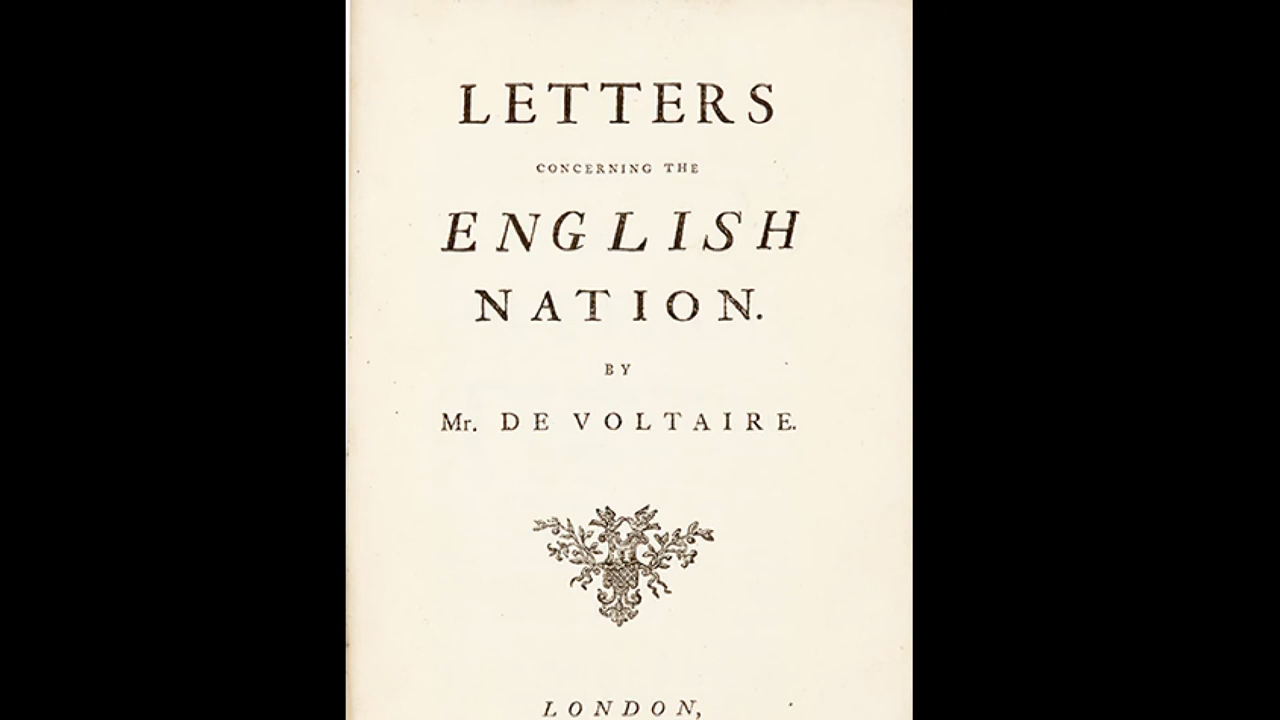 LETTERS
CONCERNING THE
ENGLISH
NATION.
BY
Mr. DE VOLTAIRE.
LONDON,